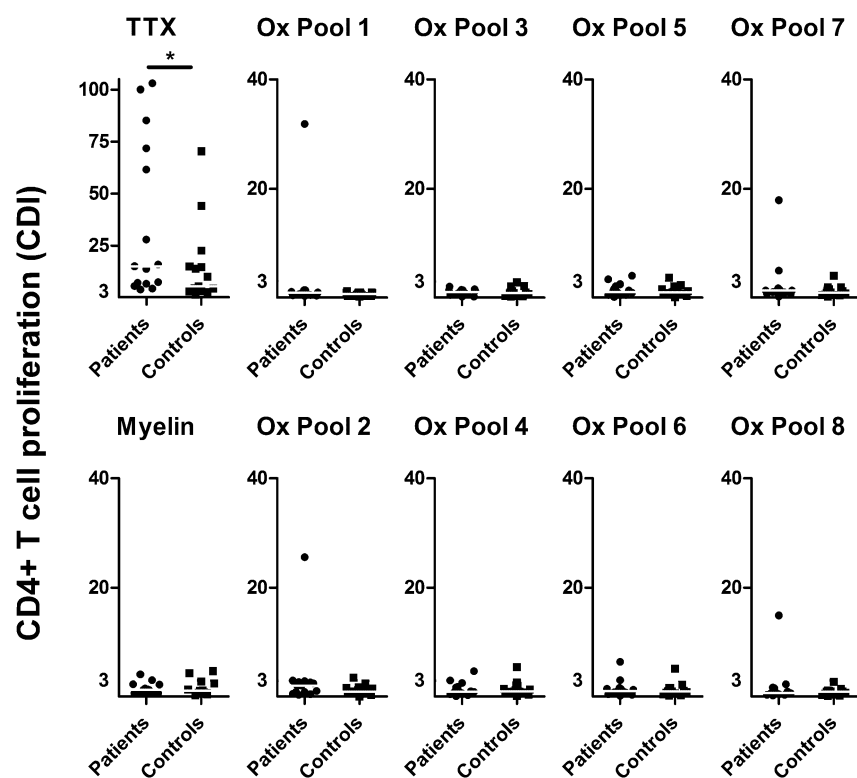 TTX
Ox Pool 1
Ox Pool 3
Ox Pool 5
Ox Pool 7
*
100
75
50
25
3
40
20
3
40
20
3
40
20
3
40
20
3
Patients
Controls
Patients
Controls
Patients
Controls
Patients
Controls
Patients
Controls
CD4+ T cell proliferation (CDI)
Myelin
Ox Pool 2
Ox Pool 4
Ox Pool 6
Ox Pool 8
40
20
3
40
20
3
40
20
3
40
20
3
40
20
3
Patients
Controls
Patients
Controls
Patients
Controls
Patients
Controls
Patients
Controls